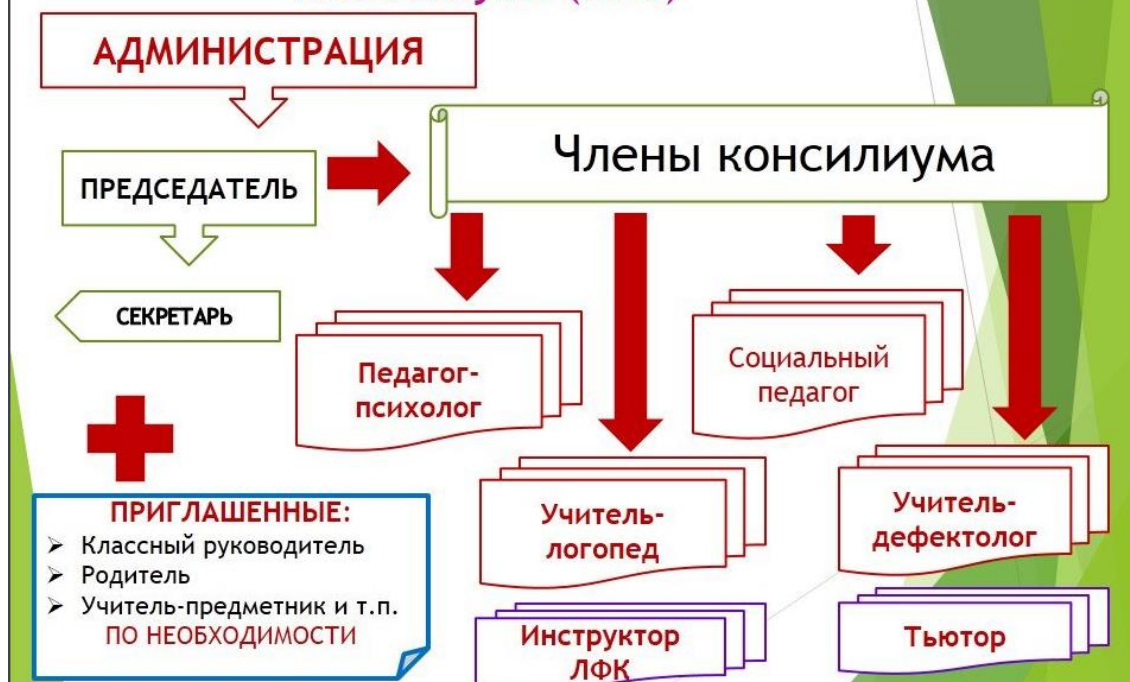 АДМИНИСТРАЦИЯ
Члены консилиума
ПРЕДСЕДАТЕЛЬ
СЕКРЕТАРЬ
Педагог-
психолог
Социальный
педагог
Учитель-
логопед
Учитель-
дефектолог
ПРИГЛАШЕННЫЕ:
Классный руководитель
Родитель
Учитель-предметник и т.п.
ПО НЕОБХОДИМОСТИ
Инструктор
ЛФК
Тьютор